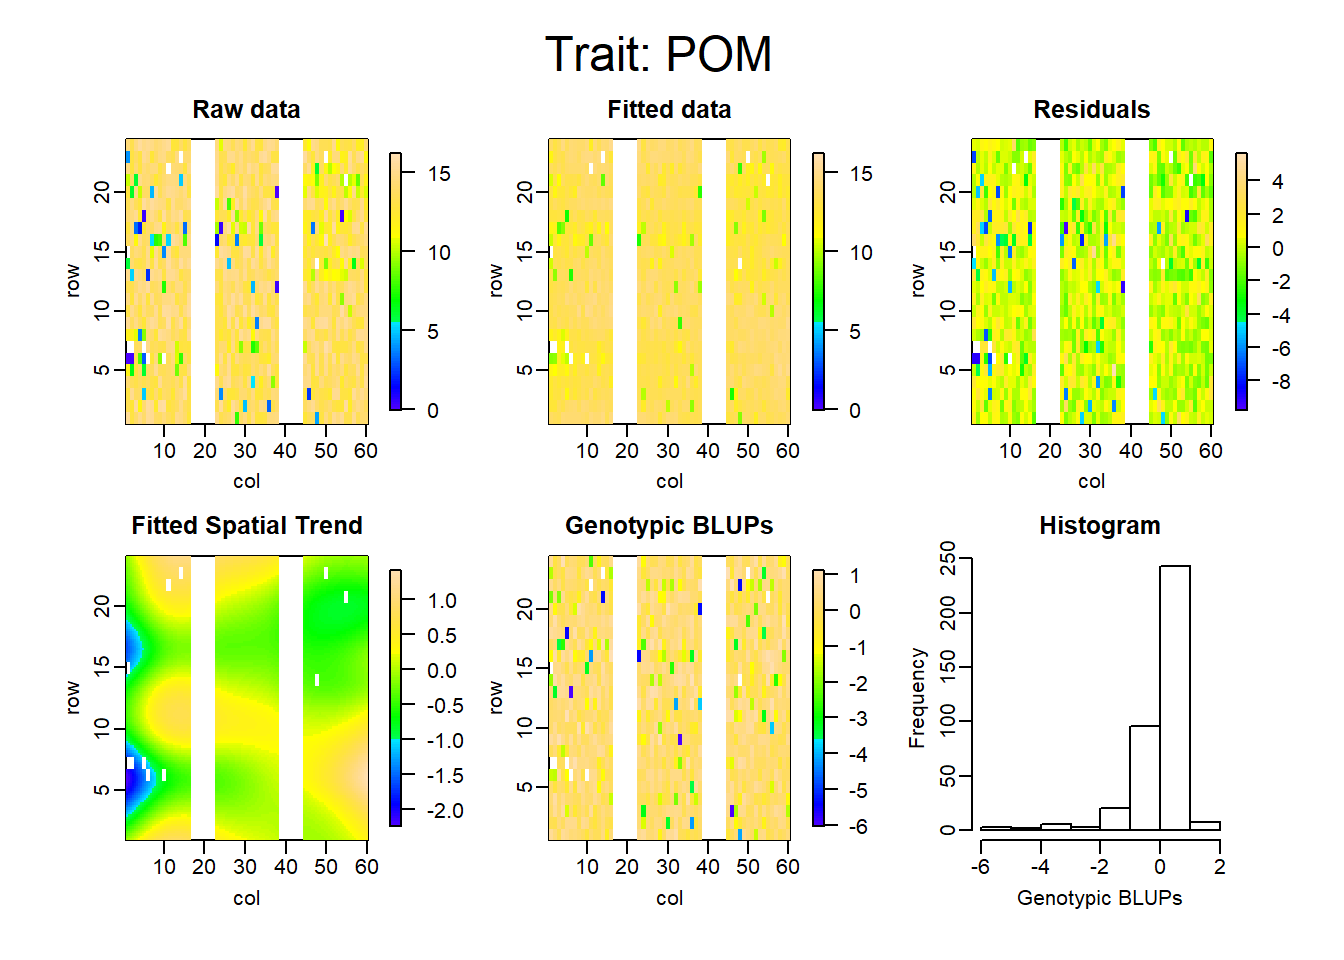 Trait: POM
Raw data
Fitted data
Residuals
row
20
15
10
5
10 20 30 40 50 60
col
15
10
5
0
row
20
15
10
5
10 20 30 40 50 60
col
15
10
5
0
row
20
15
10
5
10 20 30 40 50 60
col
4
2
0
-2
-4
-6
-8
Fitted Spatial Trend
Genotypic BLUPs
Histogram
row
20
15
10
5
10 20 30 40 50 60
col
1.0
0.5
0.0
-0.5
-1.0
-1.5
-2.0
row
20
15
10
5
10 20 30 40 50 60
col
1
0
-1
-2
-3
-4
-5
-6
Frequency
250
200
150
100
50
0
-6 -4 -2 0 2
Genotypic BLUPs